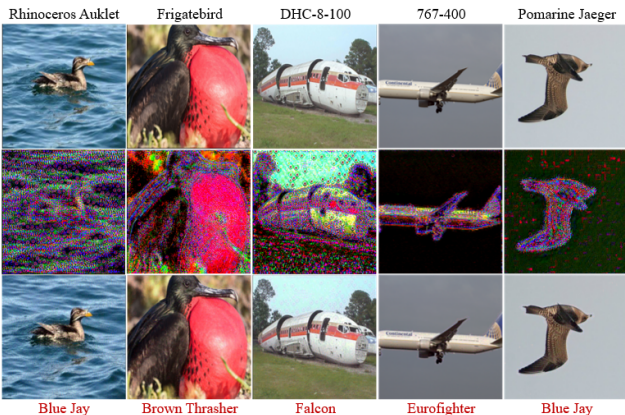 Rhinoceros Auklet Frigatebird DHC-8-100 767-400 Pomarine Jaeger
Continental
Continental
Blue Jay Brown Thrasher Falcon Eurofighter Blue Jay